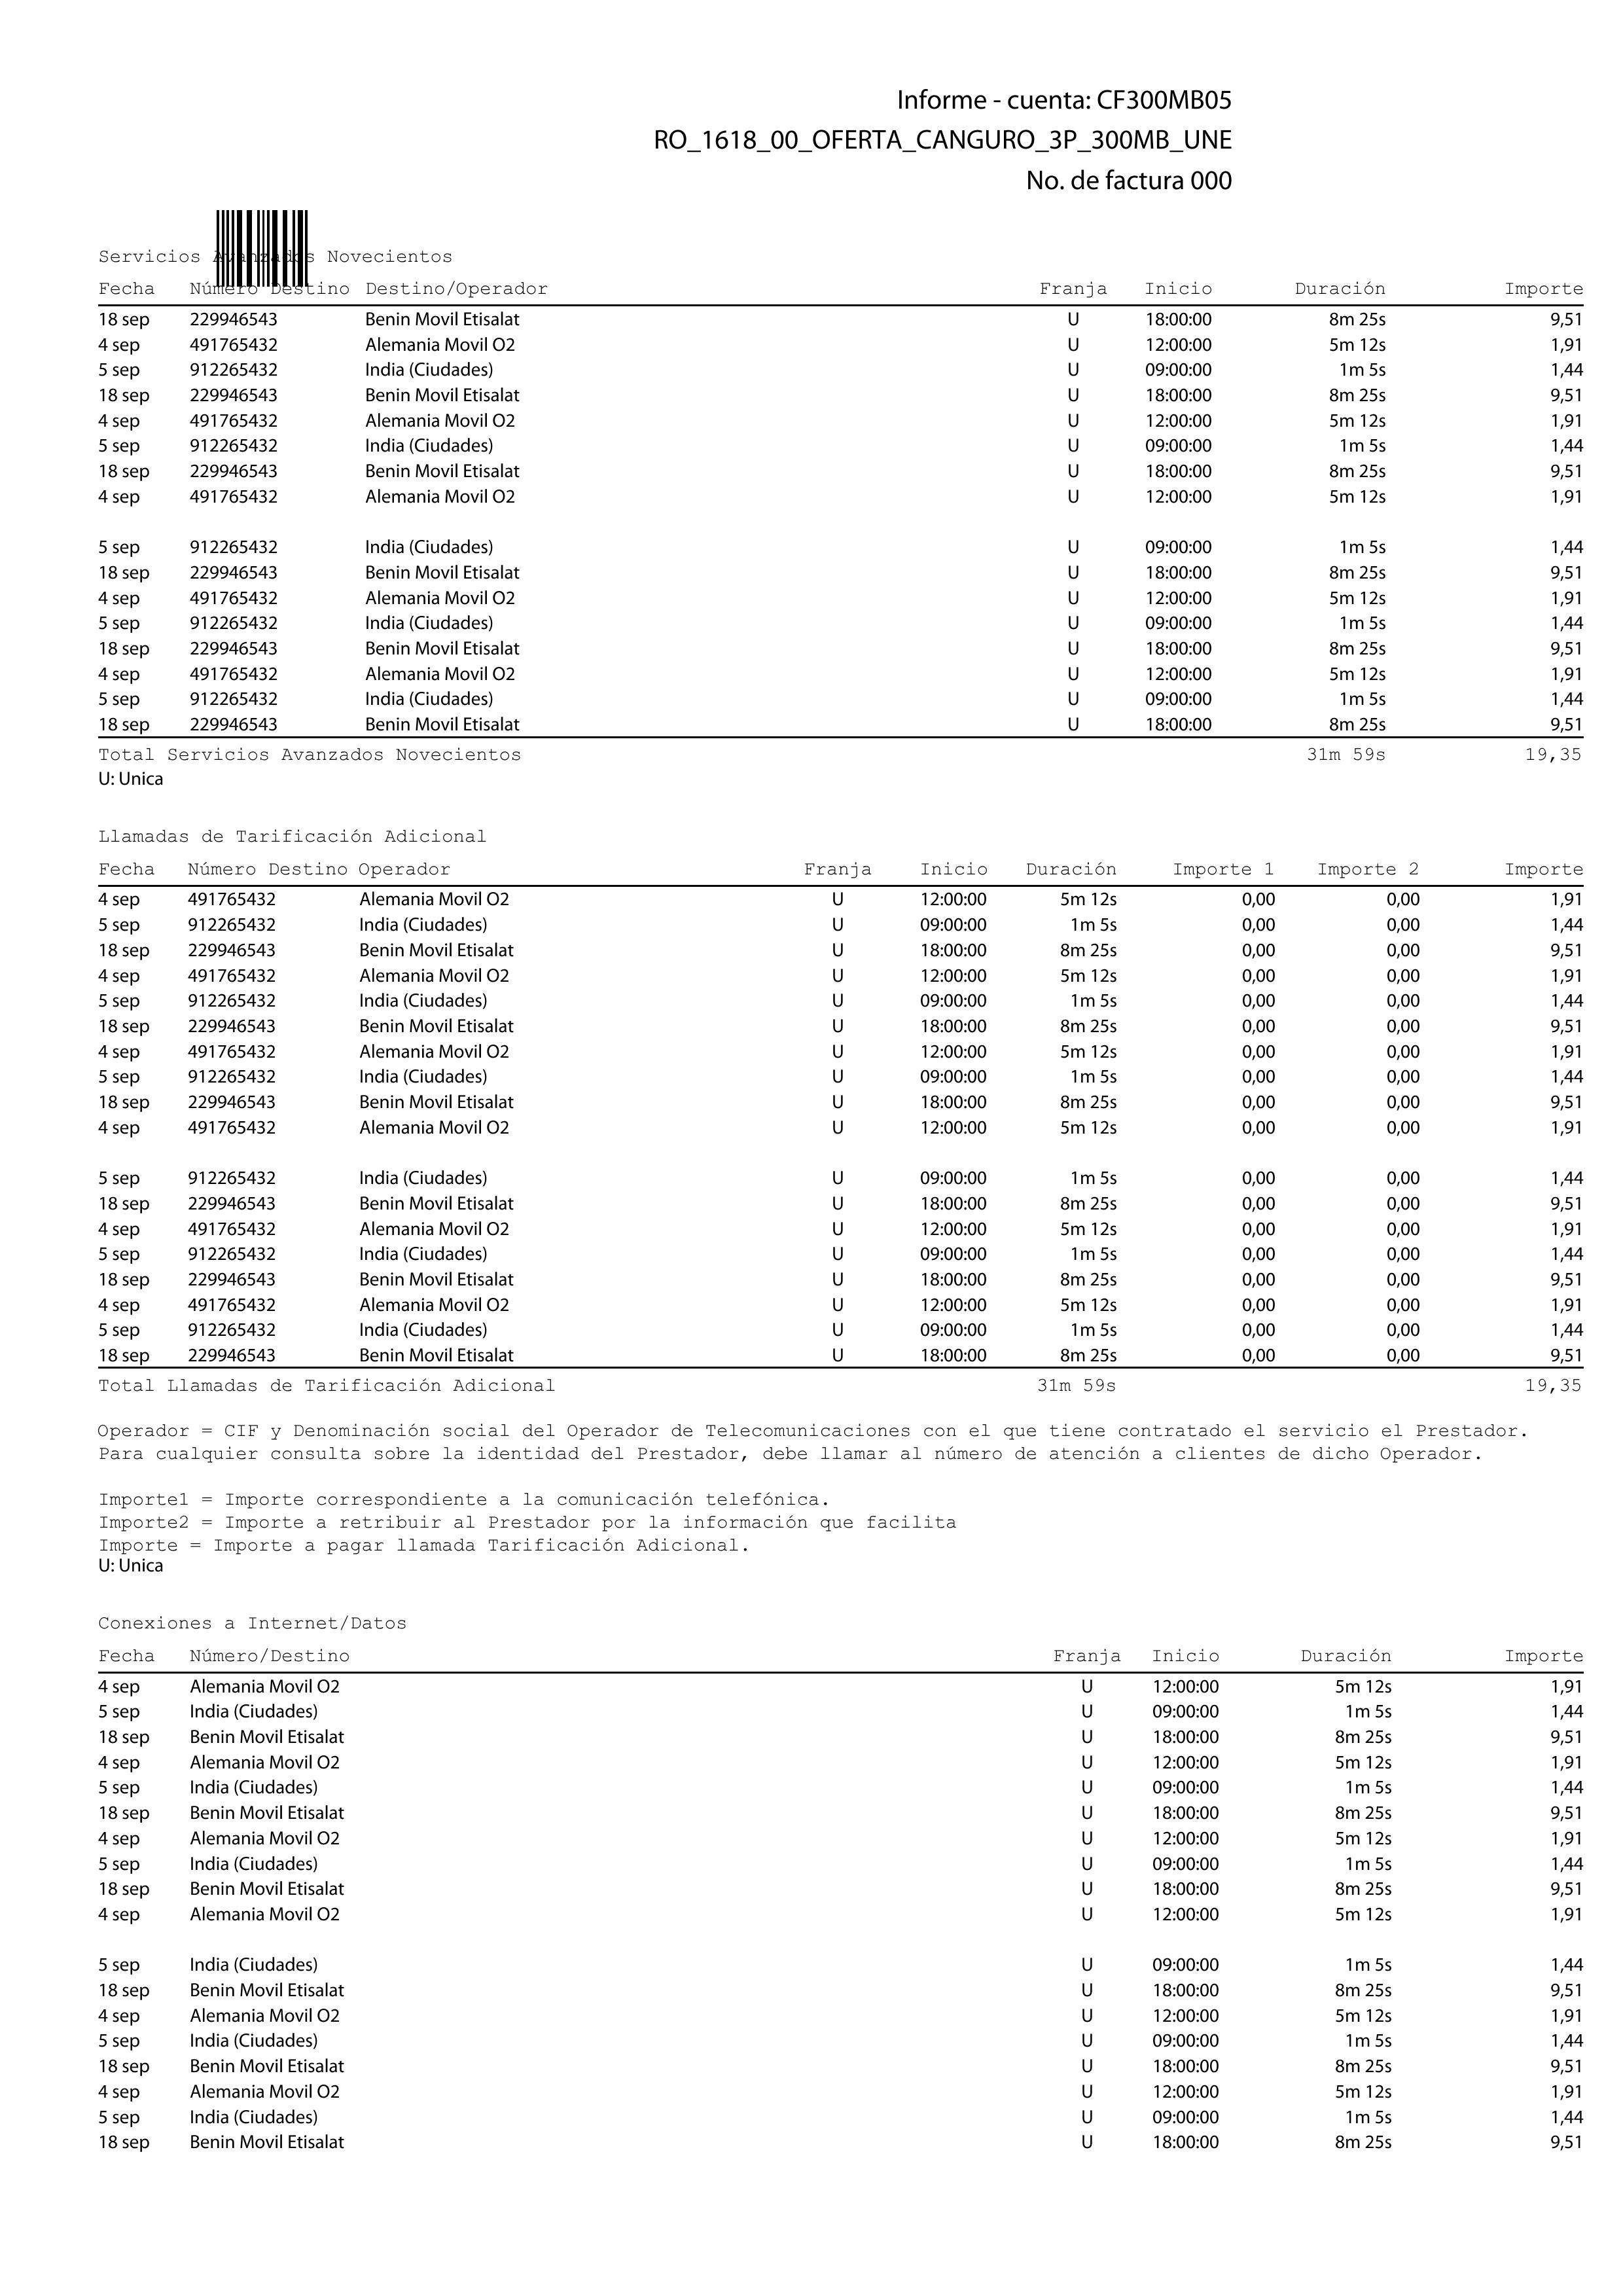 Informe - cuenta: CF300MB05
RO_1618_00_OFERTA_CANGURO_3P_300MB_UNE
No. de factura 000
Servicios Avanzados Novecientos
Fecha Número Destino Destino/Operador Franja Inicio Duración Importe
18 sep 229946543 Benin Movil Etisalat U 18:00:00 8m 25s 9,51
4 sep 491765432 Alemania Movil O2 U 12:00:00 5m 12s 1,91
5 sep 912265432 India (Ciudades) U 09:00:00 1m 5s 1,44
18 sep 229946543 Benin Movil Etisalat U 18:00:00 8m 25s 9,51
4 sep 491765432 Alemania Movil O2 U 12:00:00 5m 12s 1,91
5 sep 912265432 India (Ciudades) U 09:00:00 1m 5s 1,44
18 sep 229946543 Benin Movil Etisalat U 18:00:00 8m 25s 9,51
4 sep 491765432 Alemania Movil O2 U 12:00:00 5m 12s 1,91
5 sep 912265432 India (Ciudades) U 09:00:00 1m 5s 1,44
18 sep 229946543 Benin Movil Etisalat U 18:00:00 8m 25s 9,51
4 sep 491765432 Alemania Movil O2 U 12:00:00 5m 12s 1,91
5 sep 912265432 India (Ciudades) U 09:00:00 1m 5s 1,44
18 sep 229946543 Benin Movil Etisalat U 18:00:00 8m 25s 9,51
4 sep 491765432 Alemania Movil O2 U 12:00:00 5m 12s 1,91
5 sep 912265432 India (Ciudades) U 09:00:00 1m 5s 1,44
18 sep 229946543 Benin Movil Etisalat U 18:00:00 8m 25s 9,51
Total Servicios Avanzados Novecientos 31m 59s 19,35
U: Unica
Llamadas de Tarificación Adicional
Fecha Número Destino Operador Franja Inicio Duración Importe 1 Importe 2 Importe
4 sep 491765432 Alemania Movil O2 U 12:00:00 5m 12s 0,00 0,00 1,91
5 sep 912265432 India (Ciudades) U 09:00:00 1m 5s 0,00 0,00 1,44
18 sep 229946543 Benin Movil Etisalat U 18:00:00 8m 25s 0,00 0,00 9,51
4 sep 491765432 Alemania Movil O2 U 12:00:00 5m 12s 0,00 0,00 1,91
5 sep 912265432 India (Ciudades) U 09:00:00 1m 5s 0,00 0,00 1,44
18 sep 229946543 Benin Movil Etisalat U 18:00:00 8m 25s 0,00 0,00 9,51
4 sep 491765432 Alemania Movil O2 U 12:00:00 5m 12s 0,00 0,00 1,91
5 sep 912265432 India (Ciudades) U 09:00:00 1m 5s 0,00 0,00 1,44
18 sep 229946543 Benin Movil Etisalat U 18:00:00 8m 25s 0,00 0,00 9,51
4 sep 491765432 Alemania Movil O2 U 12:00:00 5m 12s 0,00 0,00 1,91
5 sep 912265432 India (Ciudades) U 09:00:00 1m 5s 0,00 0,00 1,44
18 sep 229946543 Benin Movil Etisalat U 18:00:00 8m 25s 0,00 0,00 9,51
4 sep 491765432 Alemania Movil O2 U 12:00:00 5m 12s 0,00 0,00 1,91
5 sep 912265432 India (Ciudades) U 09:00:00 1m 5s 0,00 0,00 1,44
18 sep 229946543 Benin Movil Etisalat U 18:00:00 8m 25s 0,00 0,00 9,51
4 sep 491765432 Alemania Movil O2 U 12:00:00 5m 12s 0,00 0,00 1,91
5 sep 912265432 India (Ciudades) U 09:00:00 1m 5s 0,00 0,00 1,44
18 sep 229946543 Benin Movil Etisalat U 18:00:00 8m 25s 0,00 0,00 9,51
Total Llamadas de Tarificación Adicional 31m 59s 19,35
Operador = CIF y Denominación social del Operador de Telecomunicaciones con el que tiene contratado el servicio el Prestador.
Para cualquier consulta sobre la identidad del Prestador, debe llamar al número de atención a clientes de dicho Operador.
Importe1 = Importe correspondiente a la comunicación telefónica.
Importe2 = Importe a retribuir al Prestador por la información que facilita
Importe = Importe a pagar llamada Tarificación Adicional.
U: Unica
Conexiones a Internet/Datos
Fecha Número/Destino Franja Inicio Duración Importe
4 sep Alemania Movil O2 U 12:00:00 5m 12s 1,91
5 sep India (Ciudades) U 09:00:00 1m 5s 1,44
18 sep Benin Movil Etisalat U 18:00:00 8m 25s 9,51
4 sep Alemania Movil O2 U 12:00:00 5m 12s 1,91
5 sep India (Ciudades) U 09:00:00 1m 5s 1,44
18 sep Benin Movil Etisalat U 18:00:00 8m 25s 9,51
4 sep Alemania Movil O2 U 12:00:00 5m 12s 1,91
5 sep India (Ciudades) U 09:00:00 1m 5s 1,44
18 sep Benin Movil Etisalat U 18:00:00 8m 25s 9,51
4 sep Alemania Movil O2 U 12:00:00 5m 12s 1,91
5 sep India (Ciudades) U 09:00:00 1m 5s 1,44
18 sep Benin Movil Etisalat U 18:00:00 8m 25s 9,51
4 sep Alemania Movil O2 U 12:00:00 5m 12s 1,91
5 sep India (Ciudades) U 09:00:00 1m 5s 1,44
18 sep Benin Movil Etisalat U 18:00:00 8m 25s 9,51
4 sep Alemania Movil O2 U 12:00:00 5m 12s 1,91
5 sep India (Ciudades) U 09:00:00 1m 5s 1,44
18 sep Benin Movil Etisalat U 18:00:00 8m 25s 9,51